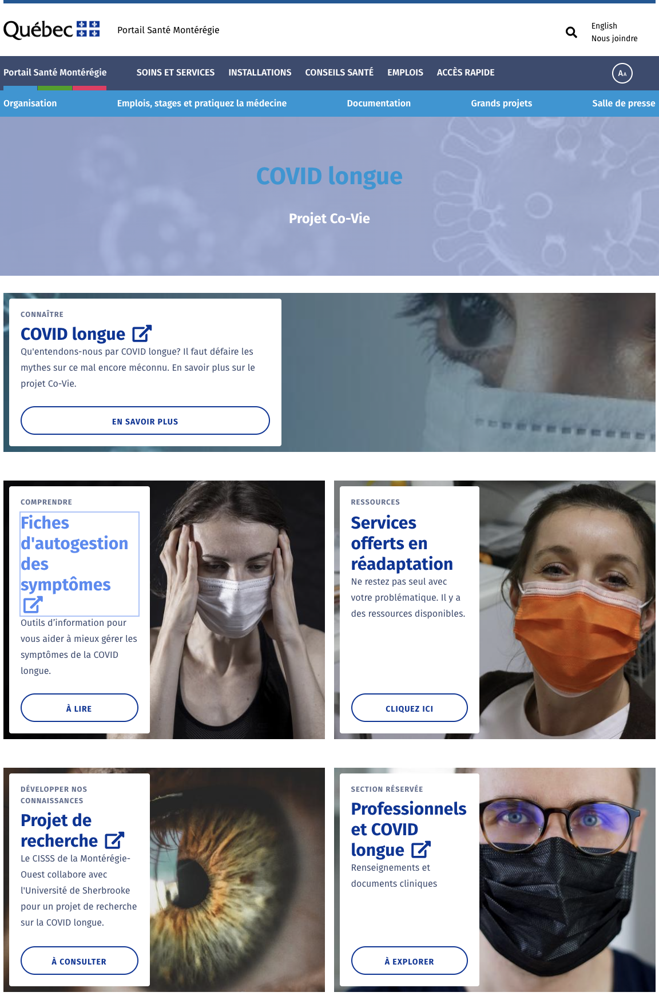 Québec
Portail Santé Montérégie
English
Nous joindre
Portail Santé Montérégie
SOINS ET SERVICES
INSTALLATIONS
CONSEILS SANTÉ
EMPLOIS
ACCÈS RAPIDE
AA
Organisation
Emplois, stages et pratiquez la médecine
Documentation
Grands projets
Salle de presse
COVID longue
Projet Co-Vie
CONNAÎTRE
COVID longue
Qu'entendons-nous par COVID longue? Il faut défaire les
mythes sur ce mal encore méconnu. En savoir plus sur le
projet Co-Vie.
EN SAVOIR PLUS
COMPRENDRE
Fiches
d'autogestion
des
symptômes
Outils d’information pour
vous aider à mieux gérer les
symptômes de la COVID
longue.
À LIRE
RESSOURCES
Services
offerts en
réadaptation
Ne restez pas seul avec
votre problématique. Il y a
des ressources disponibles.
CLIQUEZ ICI
DÉVELOPPER NOS
CONNAISSANCES
Projet de
recherche
Le CISSS de la Montérégie-
Ouest collabore avec
l'Université de Sherbrooke
pour un projet de recherche
sur la COVID longue.
À CONSULTER
SECTION RÉSERVÉE
Professionnels
et COVID
longue
Renseignements et
documents cliniques
À EXPLORER